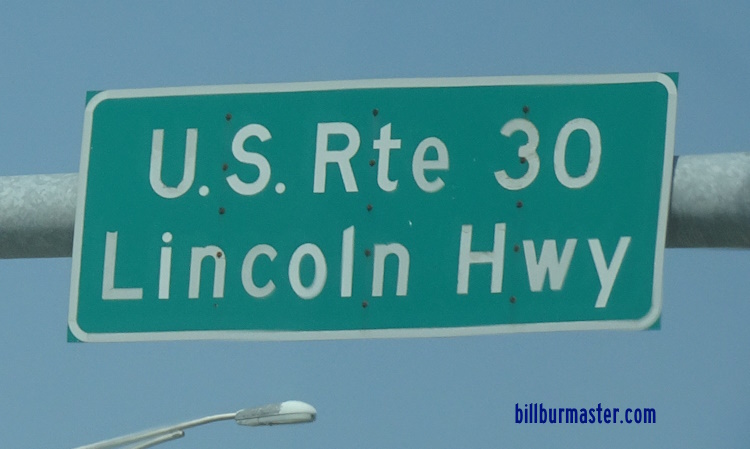 U.S. Rte 30
Lincoln Hwy
billburmaster.com